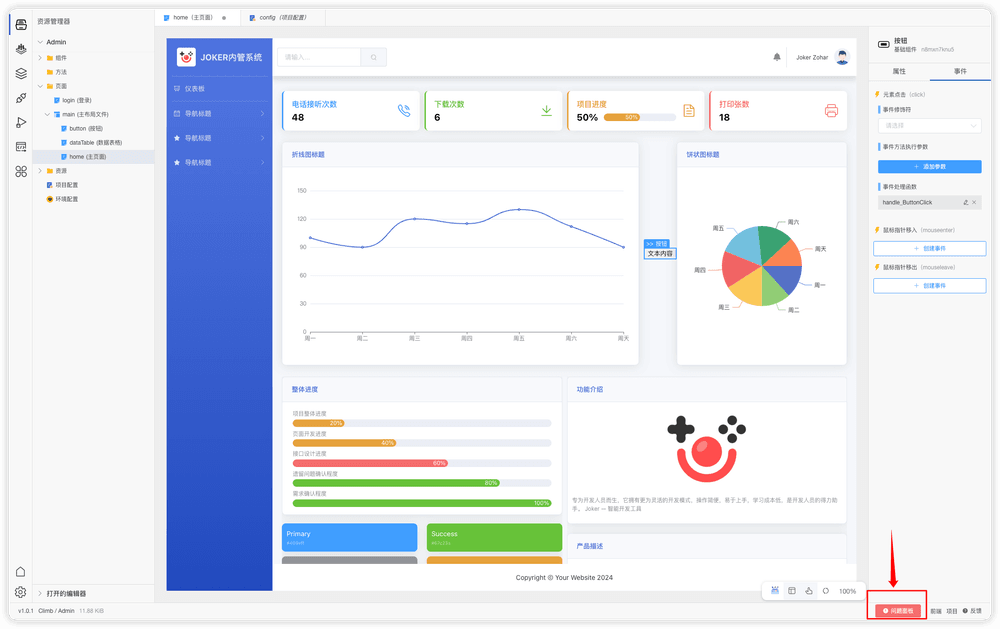 资源管理器
home (主页面)
config (项目配置)
Admin
组件
方法
页面
login (登录)
main (主布局文件)
button (按钮)
dataTable (数据表格)
home (主页面)
资源
项目配置
环境配置
打开的编辑器
v1.0.1 Climb / Admin 11.88 KiB
JOKER内管系统
仪表板
导航标题
导航标题
导航标题
请输入...
Joker Zohar
电话接听次数
48
下载次数
6
项目进度
50% 60%
打印张数
18
折线图标题
150
120
90
60
30
0
周一 周二 周三 周四 周五 周六 周天
>> 按钮
文本内容
饼状图标题
周六
周五
周天
周四
周一
周三
周二
整体进度
项目整体进度
20%
页面开发进度
40%
接口设计进度
60%
遗留问题确认程度
80%
需求确认程度
100%
功能介绍
专为开发人员而生，它拥有更为灵活的开发模式，操作简便，易于上手，学习成本低，是开发人员的得力助
手。 Joker — 智能开发工具
Primary
Success
产品描述
Copyright © Your Website 2024
100%
按钮
属性
事件
元素点击 (click)
事件修饰符
请选择
事件方法执行参数
+ 添加参数
事件处理函数
handle_ButtonClick
鼠标指针移入 (mouseenter)
+ 创建事件
鼠标指针移出 (mouseleave)
+ 创建事件
问题面板
前端 项目 反馈